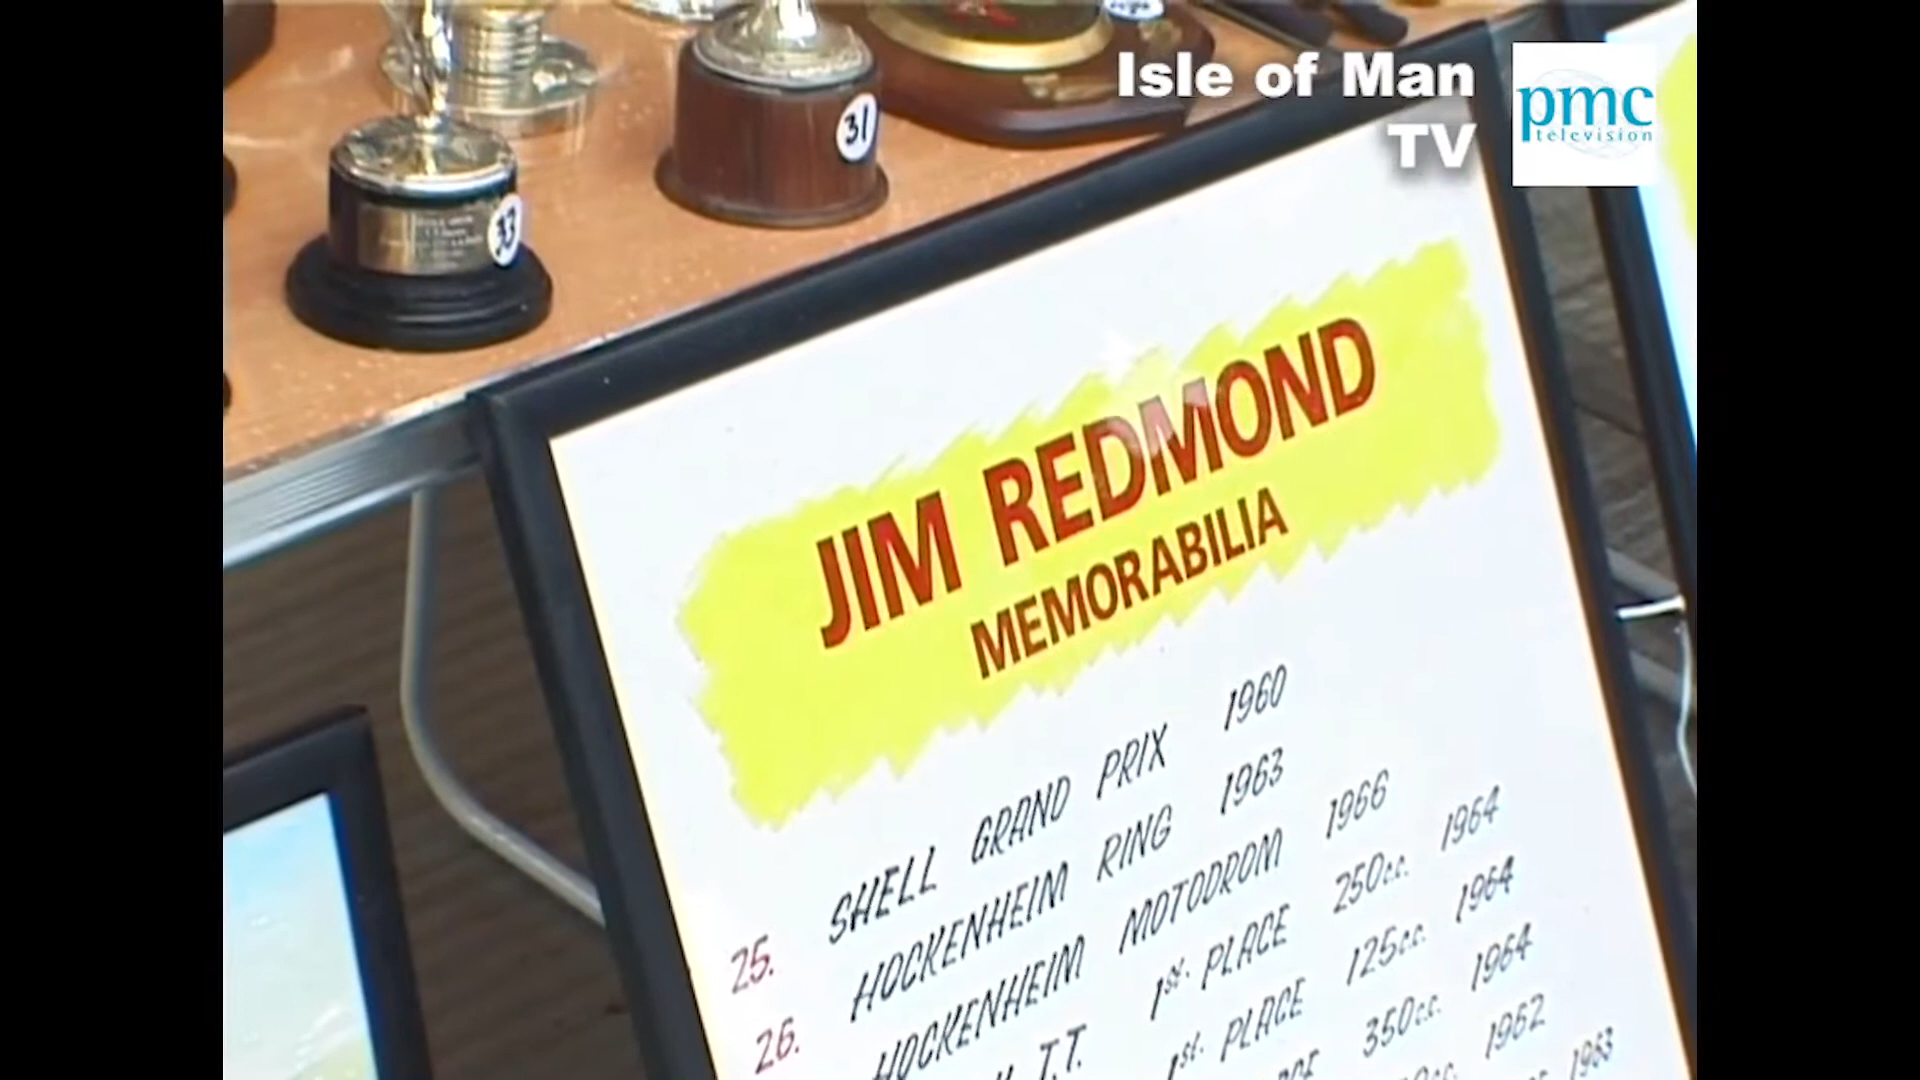 Isle of Man
TV
pmc
television
31
33
JIM REDMOND
MEMORABILIA
25. SHELL GRAND PRIX 1960
26. HOCKENHEIM RING 1963
HOCKENHEIM MOTODROM 1966
T.T. 1st. PLACE 250cc. 1964
1st. PLACE 125cc. 1964
350cc. 1964
1962
1963